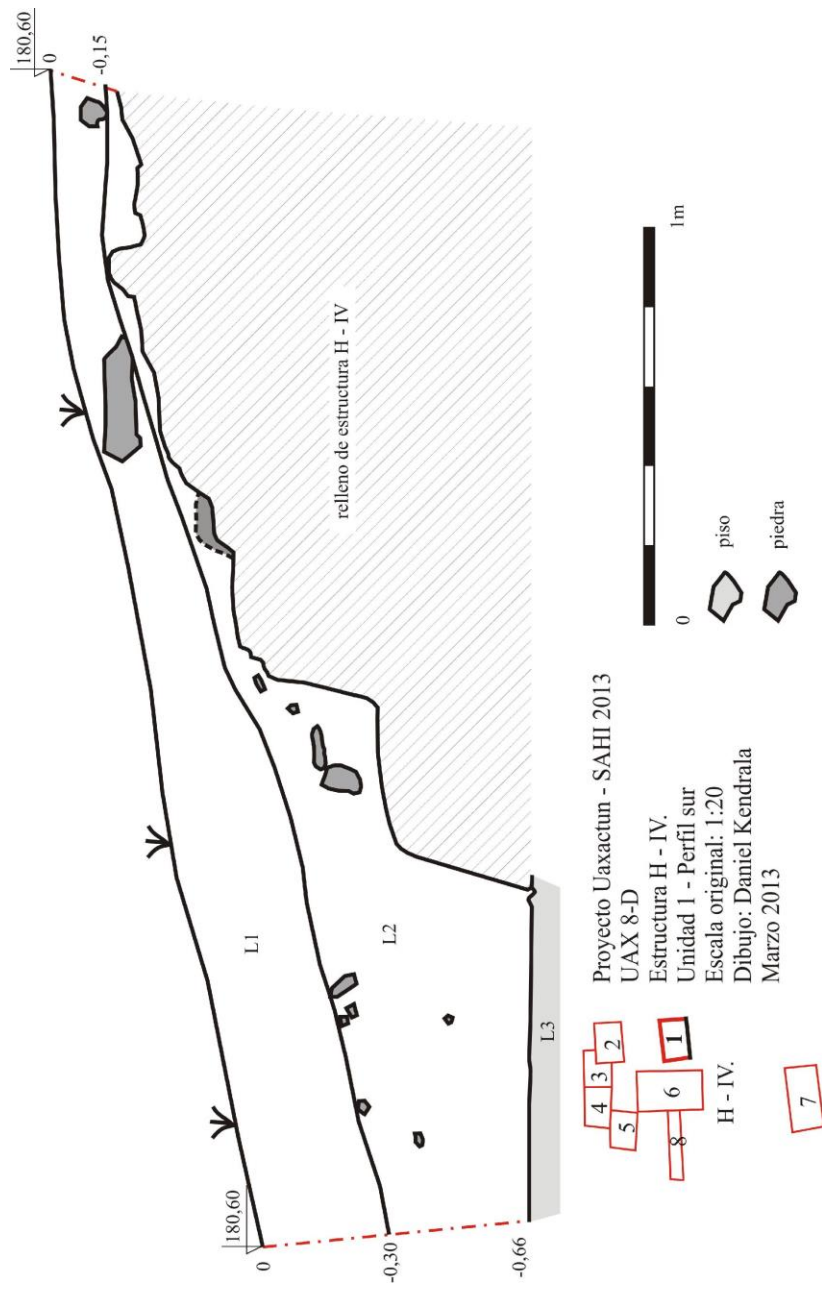 180,60
0
-0,15
180,60
0
-0,30
-0,66
L1
L2
L3
relleno de estructura H - IV
4
3
2
5
6
1
8
H - IV.
7
Proyecto Uaxactun - SAHI 2013
UAX 8-D
Estructura H - IV.
Unidad 1 - Perfil sur
Escala original: 1:20
Dibujo: Daniel Kendrala
Marzo 2013
0
1m
piso
piedra